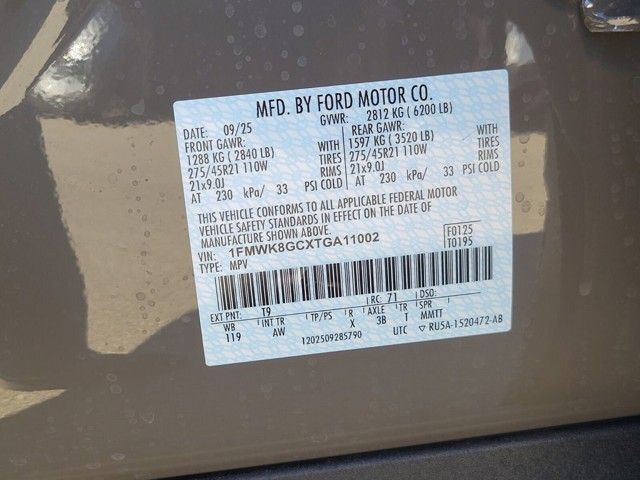 MFD. BY FORD MOTOR CO.
DATE: 09/25 GVWR: 2812 KG ( 6200 LB)
FRONT GAWR: WITH REAR GAWR: WITH
1288 KG ( 2840 LB) TIRES 1597 KG ( 3520 LB) TIRES
275/45R21 110W RIMS 275/45R21 110W RIMS
21x9.0J 21x9.0J
AT 230 kPa/ 33 PSI COLD AT 230 kPa/ 33 PSI COLD
THIS VEHICLE CONFORMS TO ALL APPLICABLE FEDERAL MOTOR
VEHICLE SAFETY STANDARDS IN EFFECT ON THE DATE OF
MANUFACTURE SHOWN ABOVE.
VIN: 1FMWK8GCXTGA11002 F0125
TYPE: MPV T0195
EXT PNT: T9 RC: 71 DSO:
WB INT TR TP/PS R AXLE TR SPR
119 AW X 3B T MMTT
1202509285790 UTC RU5A-1520472-AB